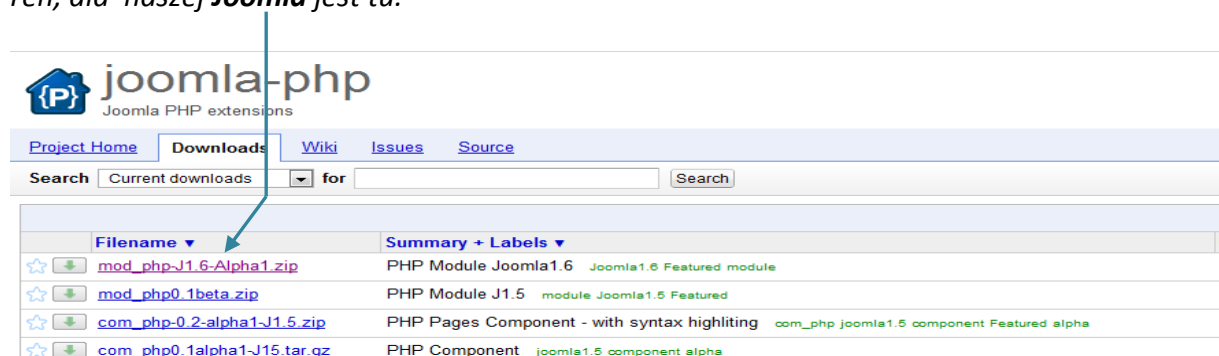 dla naszej Joomla jest tu:
{P}
joomla-php
Joomla PHP extensions
Project Home Downloads Wiki Issues Source
Search Current downloads for Search
Filename ▼ Summary + Labels ▼
mod_php-J1.6-Alpha1.zip PHP Module Joomla1.6 Joomla1.6 Featured module
mod_php0.1beta.zip PHP Module J1.5 module Joomla1.5 Featured
com_php-0.2-alpha1-J1.5.zip PHP Pages Component - with syntax highliting com_php joomla1.5 component Featured alpha
com_php0.1alpha1-J15.tar.gz PHP Component joomla1.5 component alpha